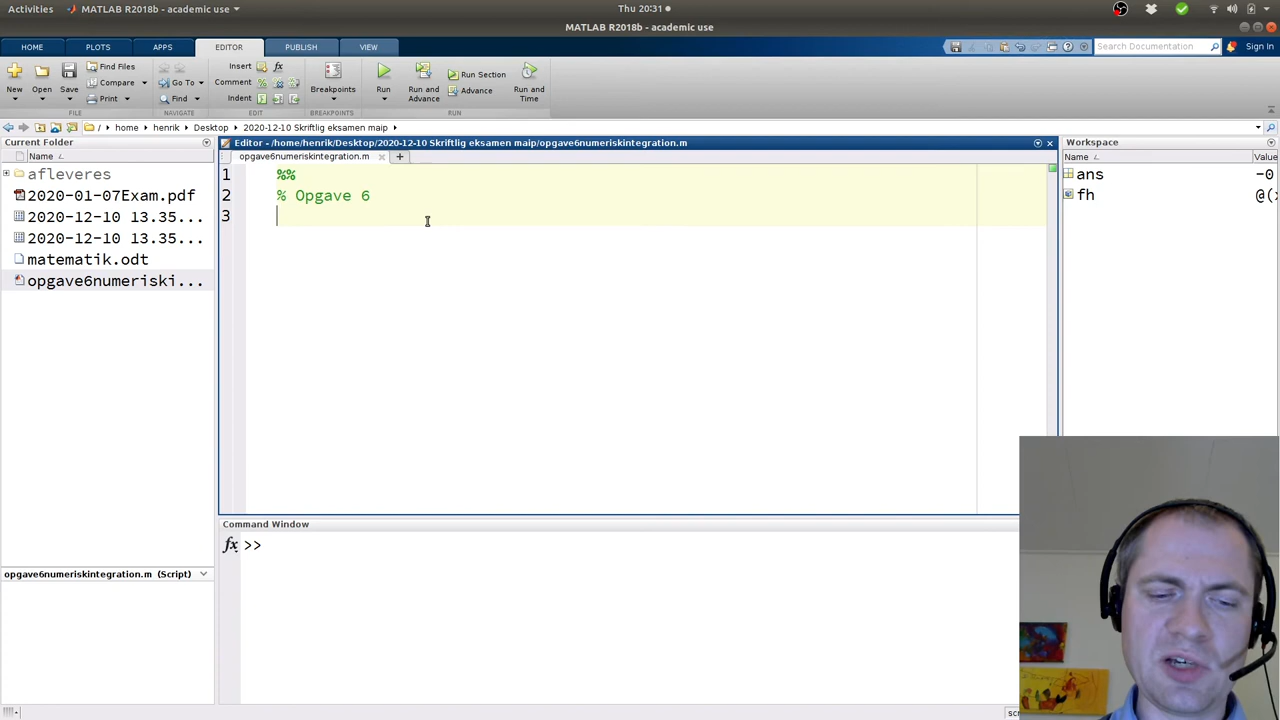 Activities MATLAB R2018b - academic use Thu 20:31
MATLAB R2018b - academic use
HOME PLOTS APPS EDITOR PUBLISH VIEW Search Documentation Sign In
New Open Save Find Files Compare Print Go To Find Insert fx Comment Indent Breakpoints Run Run and Advance Run Section Advance Run and Time
FILE NAVIGATE EDIT BREAKPOINTS RUN
/ home henrik Desktop 2020-12-10 Skriftlig eksamen maip
Current Folder
Name
afleveres
2020-01-07Exam.pdf
2020-12-10 13.35...
2020-12-10 13.35...
matematik.odt
opgave6numeriski...
opgave6numeriskintegration.m (Script)
Editor - /home/henrik/Desktop/2020-12-10 Skriftlig eksamen maip/opgave6numeriskintegration.m
opgave6numeriskintegration.m
1 %%
2 % Opgave 6
3
Command Window
fx >>
Workspace
Name Value
ans -0
fh @(